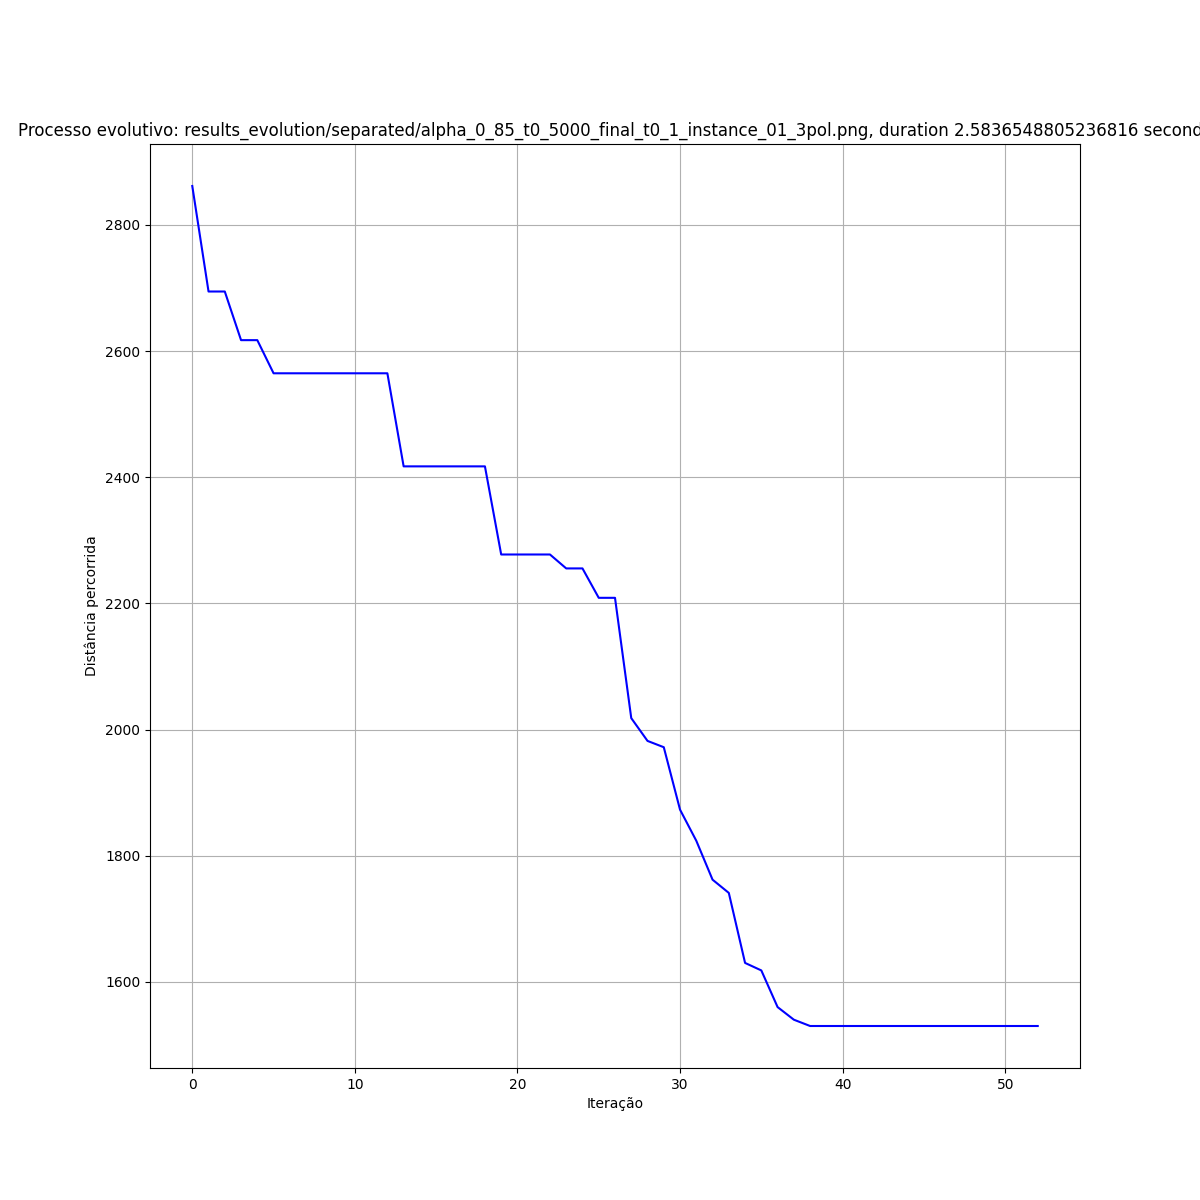 Processo evolutivo: results_evolution/separated/alpha_0_85_t0_5000_final_t0_1_instance_01_3pol.png, duration 2.5836548805236816 second
2800
2600
2400
2200
2000
1800
1600
Distância percorrida
0 10 20 30 40 50
Iteração